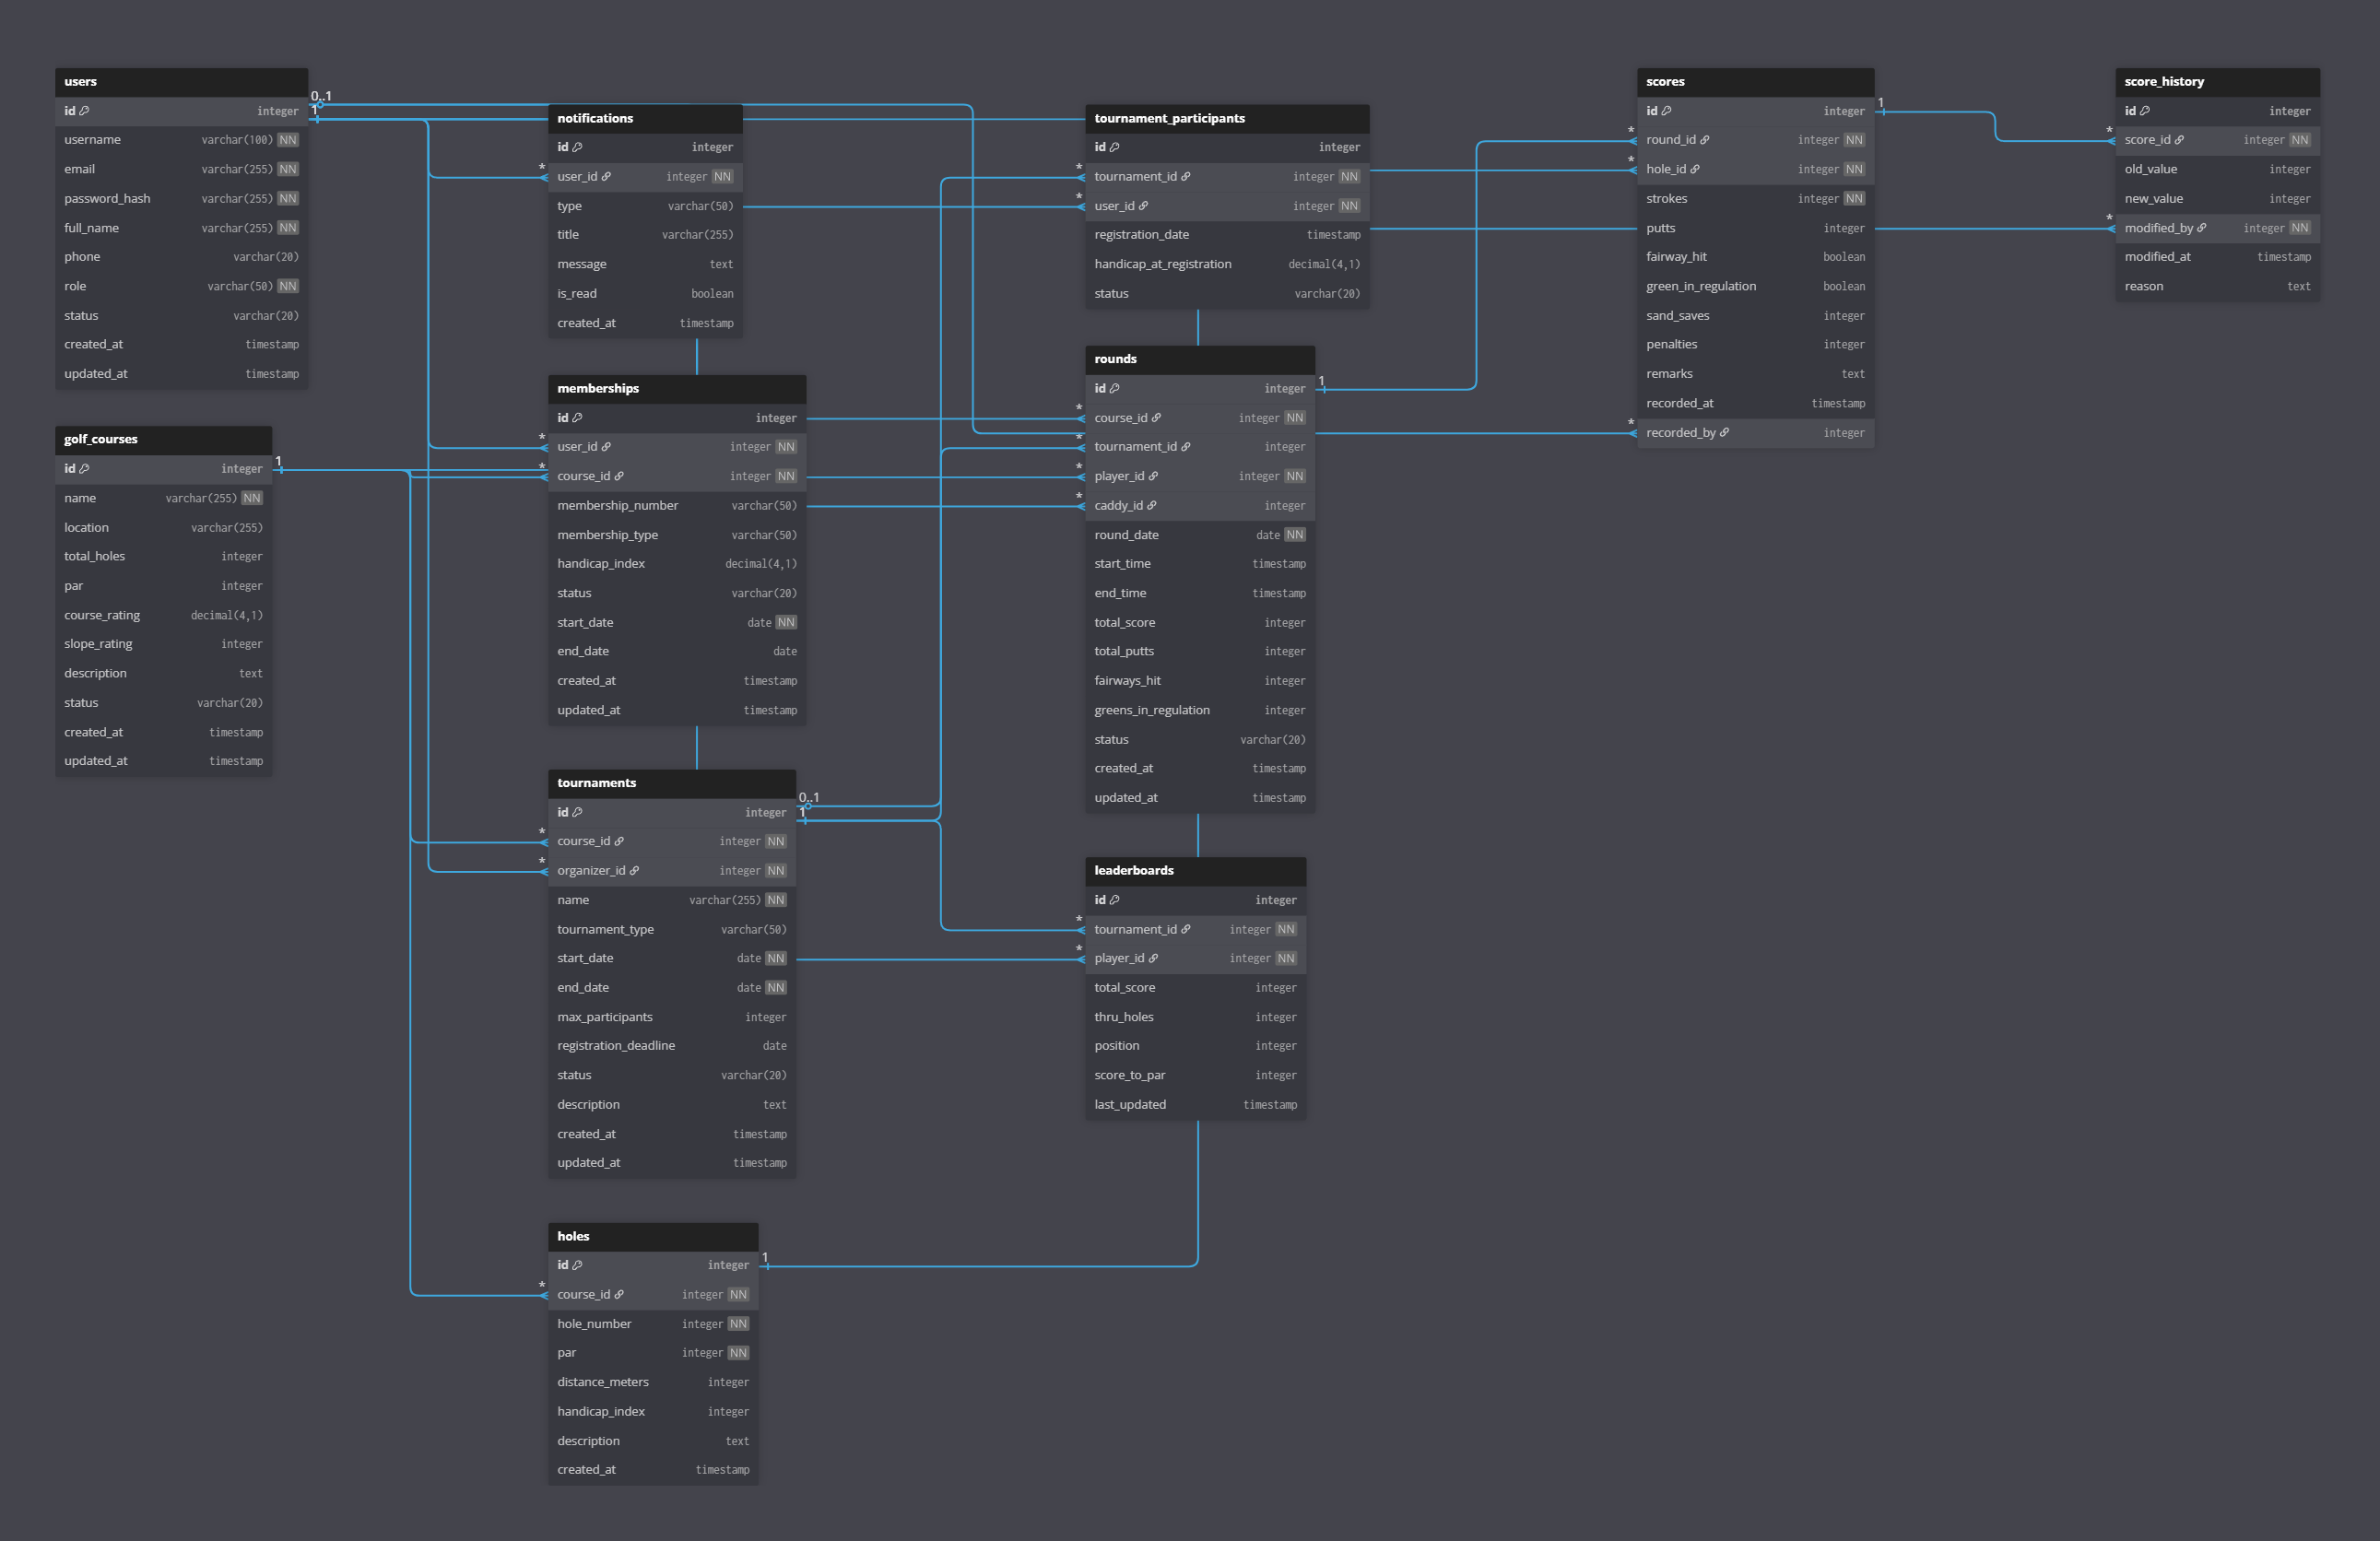 users
0..1
id integer 1
username varchar(100) NN
email varchar(255) NN
password_hash varchar(255) NN
full_name varchar(255) NN
phone varchar(20)
role varchar(50) NN
status varchar(20)
created_at timestamp
updated_at timestamp
golf_courses
id integer 1
name varchar(255) NN
location varchar(255)
total_holes integer
par integer
course_rating decimal(4,1)
slope_rating integer
description text
status varchar(20)
created_at timestamp
updated_at timestamp
notifications
id integer
* user_id integer NN
type varchar(50)
title varchar(255)
message text
is_read boolean
created_at timestamp
memberships
id integer
* user_id integer NN
* course_id integer NN
membership_number varchar(50)
membership_type varchar(50)
handicap_index decimal(4,1)
status varchar(20)
start_date date NN
end_date date
created_at timestamp
updated_at timestamp
tournaments
0..1
id integer 1
* course_id integer NN
* organizer_id integer NN
name varchar(255) NN
tournament_type varchar(50)
start_date date NN
end_date date NN
max_participants integer
registration_deadline date
status varchar(20)
description text
created_at timestamp
updated_at timestamp
holes
id integer 1
* course_id integer NN
hole_number integer NN
par integer NN
distance_meters integer
handicap_index integer
description text
created_at timestamp
tournament_participants
id integer
* tournament_id integer NN
* user_id integer NN
registration_date timestamp
handicap_at_registration decimal(4,1)
status varchar(20)
rounds
id integer 1
* course_id integer NN
* tournament_id integer
* player_id integer NN
* caddy_id integer
round_date date NN
start_time timestamp
end_time timestamp
total_score integer
total_putts integer
fairways_hit integer
greens_in_regulation integer
status varchar(20)
created_at timestamp
updated_at timestamp
leaderboards
id integer
* tournament_id integer NN
* player_id integer NN
total_score integer
thru_holes integer
position integer
score_to_par integer
last_updated timestamp
scores
id integer 1
* round_id integer NN
* hole_id integer NN
strokes integer NN
putts integer
fairway_hit boolean
green_in_regulation boolean
sand_saves integer
penalties integer
remarks text
recorded_at timestamp
* recorded_by integer
score_history
id integer
* score_id integer NN
old_value integer
new_value integer
* modified_by integer NN
modified_at timestamp
reason text